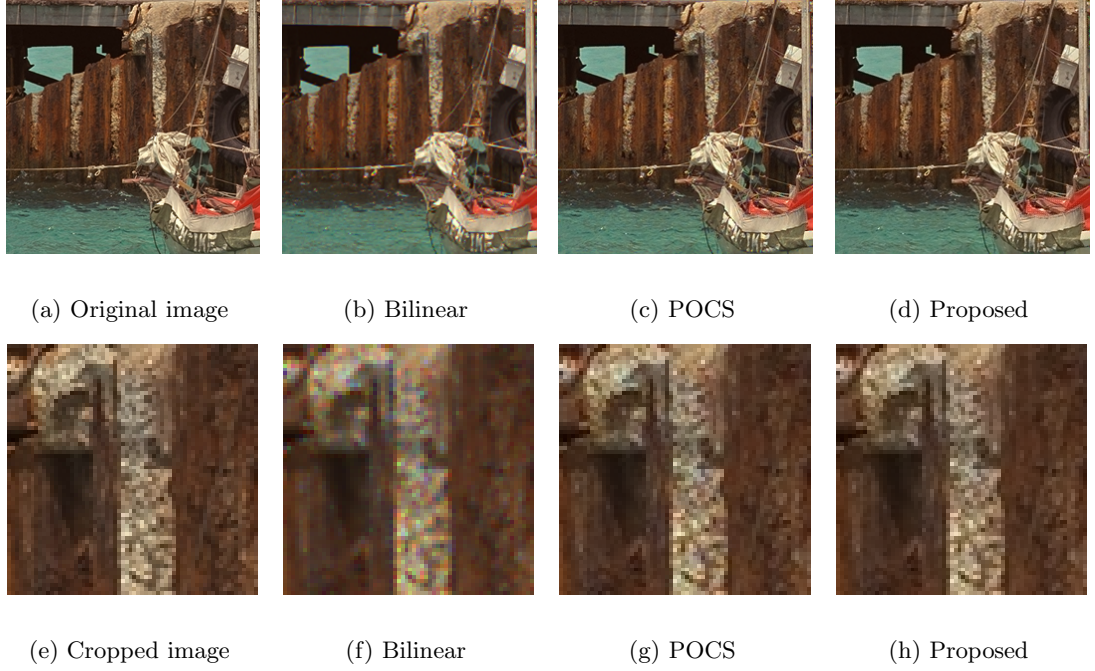 (a) Original image
(b) Bilinear
(c) POCS
(d) Proposed
(e) Cropped image
(f) Bilinear
(g) POCS
(h) Proposed